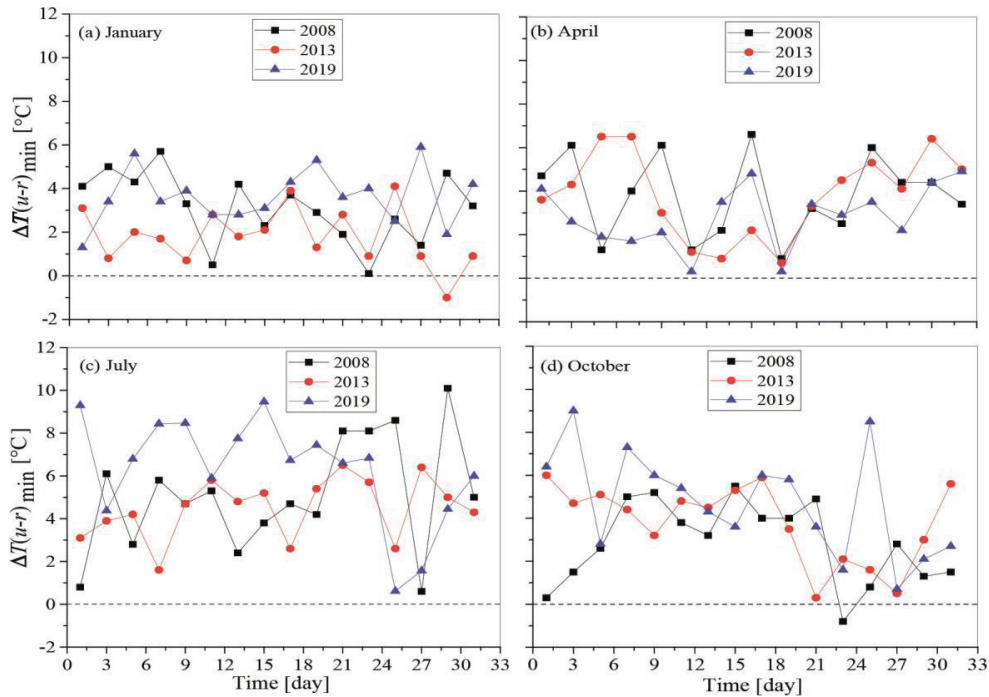 (a) January
2008
2013
2019
12
10
8
6
4
2
0
-2
ΔT(u-r)min [°C]
(b) April
2008
2013
2019
(c) July
2008
2013
2019
12
10
8
6
4
2
0
-2
ΔT(u-r)min [°C]
0 3 6 9 12 15 18 21 24 27 30 33
Time [day]
(d) October
2008
2013
2019
0 3 6 9 12 15 18 21 24 27 30 33
Time [day]